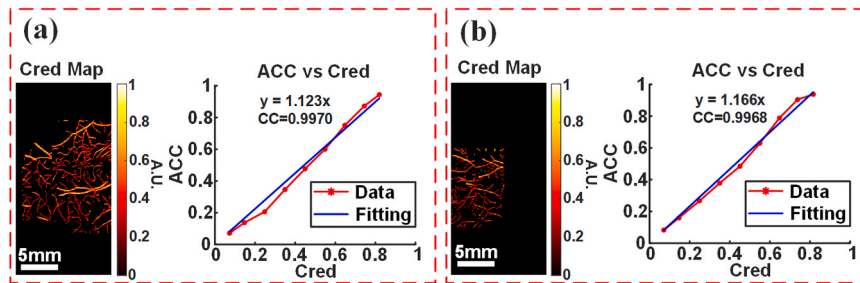 (a)
Cred Map
1
0.8
0.6
0.4
0.2
0
A.U.
5mm
ACC vs Cred
y = 1.123x
CC=0.9970
1
0.8
0.6
0.4
0.2
0
ACC
Data
Fitting
0
0.2
0.4
0.6
0.8
1
Cred
(b)
Cred Map
1
0.8
0.6
0.4
0.2
0
A.U.
5mm
ACC vs Cred
y = 1.166x
CC=0.9968
1
0.8
0.6
0.4
0.2
0
ACC
Data
Fitting
0
0.2
0.4
0.6
0.8
1
Cred